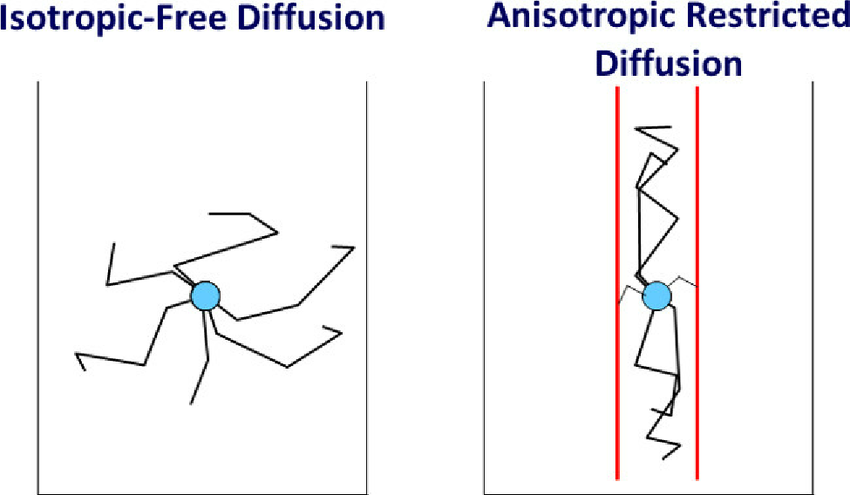 Isotropic-Free Diffusion
Anisotropic Restricted
Diffusion